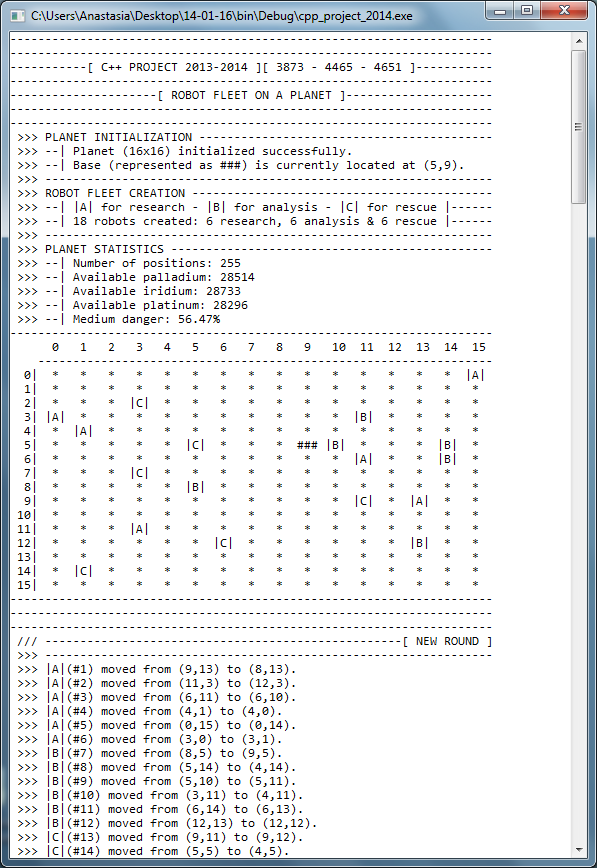 C:\Users\Anastasia\Desktop\14-01-16\bin\Debug\cpp_project_2014.exe
---------------------------------------------------------------------
---------------------------------------------------------------------
-----------[ C++ PROJECT 2013-2014 ][ 3873 - 4465 - 4651 ]-----------
---------------------------------------------------------------------
---------------------[ ROBOT FLEET ON A PLANET ]---------------------
---------------------------------------------------------------------
---------------------------------------------------------------------
>>> PLANET INITIALIZATION ------------------------------------------
>>> --| Planet (16x16) initialized successfully.
>>> --| Base (represented as ###) is currently located at (5,9).
>>> ----------------------------------------------------------------
>>> ROBOT FLEET CREATION -------------------------------------------
>>> --| |A| for research - |B| for analysis - |C| for rescue |------
>>> --| 18 robots created: 6 research, 6 analysis & 6 rescue |------
>>> ----------------------------------------------------------------
>>> PLANET STATISTICS ----------------------------------------------
>>> --| Number of positions: 255
>>> --| Available palladium: 28514
>>> --| Available iridium: 28733
>>> --| Available platinum: 28296
>>> --| Medium danger: 56.47%
---------------------------------------------------------------------
      0   1   2   3   4   5   6   7   8   9  10  11  12  13  14  15
    -----------------------------------------------------------------
  0|  *   *   *   *   *   *   *   *   *   *   *   *   *   *   *  |A|
  1|  *   *   *   *   *   *   *   *   *   *   *   *   *   *   *   *
  2|  *   *   *  |C|  *   *   *   *   *   *   *   *   *   *   *   *
  3| |A|  *   *   *   *   *   *   *   *   *   *  |B|  *   *   *   *
  4|  *  |A|  *   *   *   *   *   *   *   *   *   *   *   *   *   *
  5|  *   *   *   *   *  |C|  *   *   *  ### |B|  *   *   *  |B|  *
  6|  *   *   *   *   *   *   *   *   *   *   *  |A|  *   *  |B|  *
  7|  *   *   *  |C|  *   *   *   *   *   *   *   *   *   *   *   *
  8|  *   *   *   *   *  |B|  *   *   *   *   *   *   *   *   *   *
  9|  *   *   *   *   *   *   *   *   *   *   *  |C|  *  |A|  *   *
 10|  *   *   *   *   *   *   *   *   *   *   *   *   *   *   *   *
 11|  *   *   *  |A|  *   *   *   *   *   *   *   *   *   *   *   *
 12|  *   *   *   *   *   *  |C|  *   *   *   *   *   *  |B|  *   *
 13|  *   *   *   *   *   *   *   *   *   *   *   *   *   *   *   *
 14|  *  |C|  *   *   *   *   *   *   *   *   *   *   *   *   *   *
 15|  *   *   *   *   *   *   *   *   *   *   *   *   *   *   *   *
---------------------------------------------------------------------
---------------------------------------------------------------------
---------------------------------------------------------------------
/// ---------------------------------------------------[ NEW ROUND ]
>>> ----------------------------------------------------------------
>>> |A|(#1) moved from (9,13) to (8,13).
>>> |A|(#2) moved from (11,3) to (12,3).
>>> |A|(#3) moved from (6,11) to (6,10).
>>> |A|(#4) moved from (4,1) to (4,0).
>>> |A|(#5) moved from (0,15) to (0,14).
>>> |A|(#6) moved from (3,0) to (3,1).
>>> |B|(#7) moved from (8,5) to (9,5).
>>> |B|(#8) moved from (5,14) to (4,14).
>>> |B|(#9) moved from (5,10) to (5,11).
>>> |B|(#10) moved from (3,11) to (4,11).
>>> |B|(#11) moved from (6,14) to (6,13).
>>> |B|(#12) moved from (12,13) to (12,12).
>>> |C|(#13) moved from (9,11) to (9,12).
>>> |C|(#14) moved from (5,5) to (4,5).